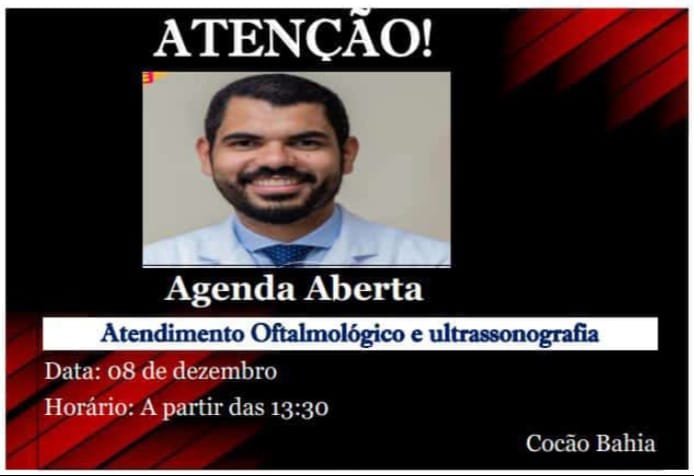 ATENÇÃO!
Agenda Aberta
Atendimento Oftalmológico e ultrassonografia
Data: 08 de dezembro
Horário: A partir das 13:30
Cocão Bahia